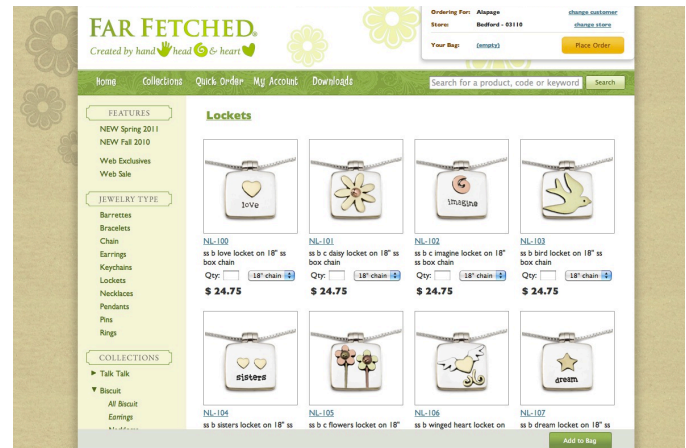 FAR FETCHED®
Created by hand head & heart
Ordering For: Alapage change customer
Store: Bedford - 03110 change store
Your Bag: (empty) Place Order
Home Collections Quick Order My Account Downloads
Search for a product, code or keyword Search
FEATURES
NEW Spring 2011
NEW Fall 2010
Web Exclusives
Web Sale
JEWELRY TYPE
Barrettes
Bracelets
Chain
Earrings
Keychains
Lockets
Necklaces
Pendants
Pins
Rings
COLLECTIONS
Talk Talk
Biscuit
All Biscuit
Earrings
Lockets
love
imagine
NL-100 NL-101 NL-102 NL-103
ss b love locket on 18" ss box chain
ss b c daisy locket on 18" ss box chain
ss b c imagine locket on 18" ss box chain
ss b bird locket on 18" ss box chain
Qty: 18" chain Qty: 18" chain Qty: 18" chain Qty: 18" chain
$ 24.75 $ 24.75 $ 24.75 $ 24.75
sisters
dream
NL-104 NL-105 NL-106 NL-107
ss b sisters locket on 18" ss
ss b c flowers locket on 18"
ss b winged heart locket on
ss b dream locket on 18" ss
Add to Bag